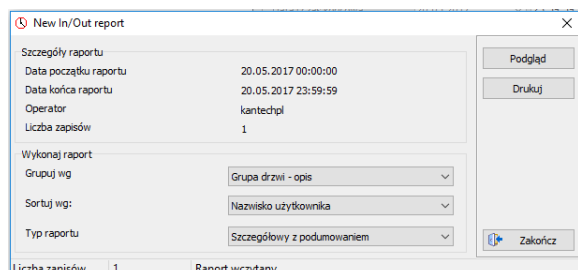 New In/Out report
Szczegóły raportu
Data początku raportu 20.05.2017 00:00:00
Data końca raportu 20.05.2017 23:59:59
Operator kantechpl
Liczba zapisów 1
Wykonaj raport
Grupuj wg Grupa drzwi - opis
Sortuj wg: Nazwisko użytkownika
Typ raportu Szczegółowy z podumowaniem
Podgląd
Drukuj
Zakończ
Liczba zapisów 1 Raport wczytany